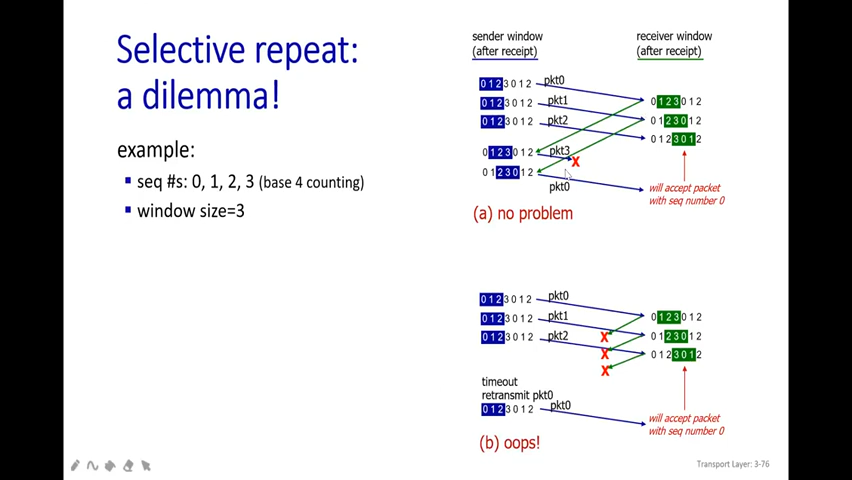 Selective repeat:
a dilemma!
example:
seq #s: 0, 1, 2, 3 (base 4 counting)
window size=3
sender window
(after receipt)
receiver window
(after receipt)
0 1 2 3 0 1 2 pkt0
0 1 2 3 0 1 2 pkt1 0 1 2 3 0 1 2
0 1 2 3 0 1 2 pkt2 0 1 2 3 0 1 2
0 1 2 3 0 1 2
0 1 2 3 0 1 2 pkt3 X
0 1 2 3 0 1 2
pkt0
will accept packet
with seq number 0
(a) no problem
0 1 2 3 0 1 2 pkt0
0 1 2 3 0 1 2 pkt1 0 1 2 3 0 1 2
0 1 2 3 0 1 2 pkt2 X 0 1 2 3 0 1 2
X 0 1 2 3 0 1 2
X
timeout
retransmit pkt0
0 1 2 3 0 1 2 pkt0
will accept packet
with seq number 0
(b) oops!
Transport Layer: 3-76